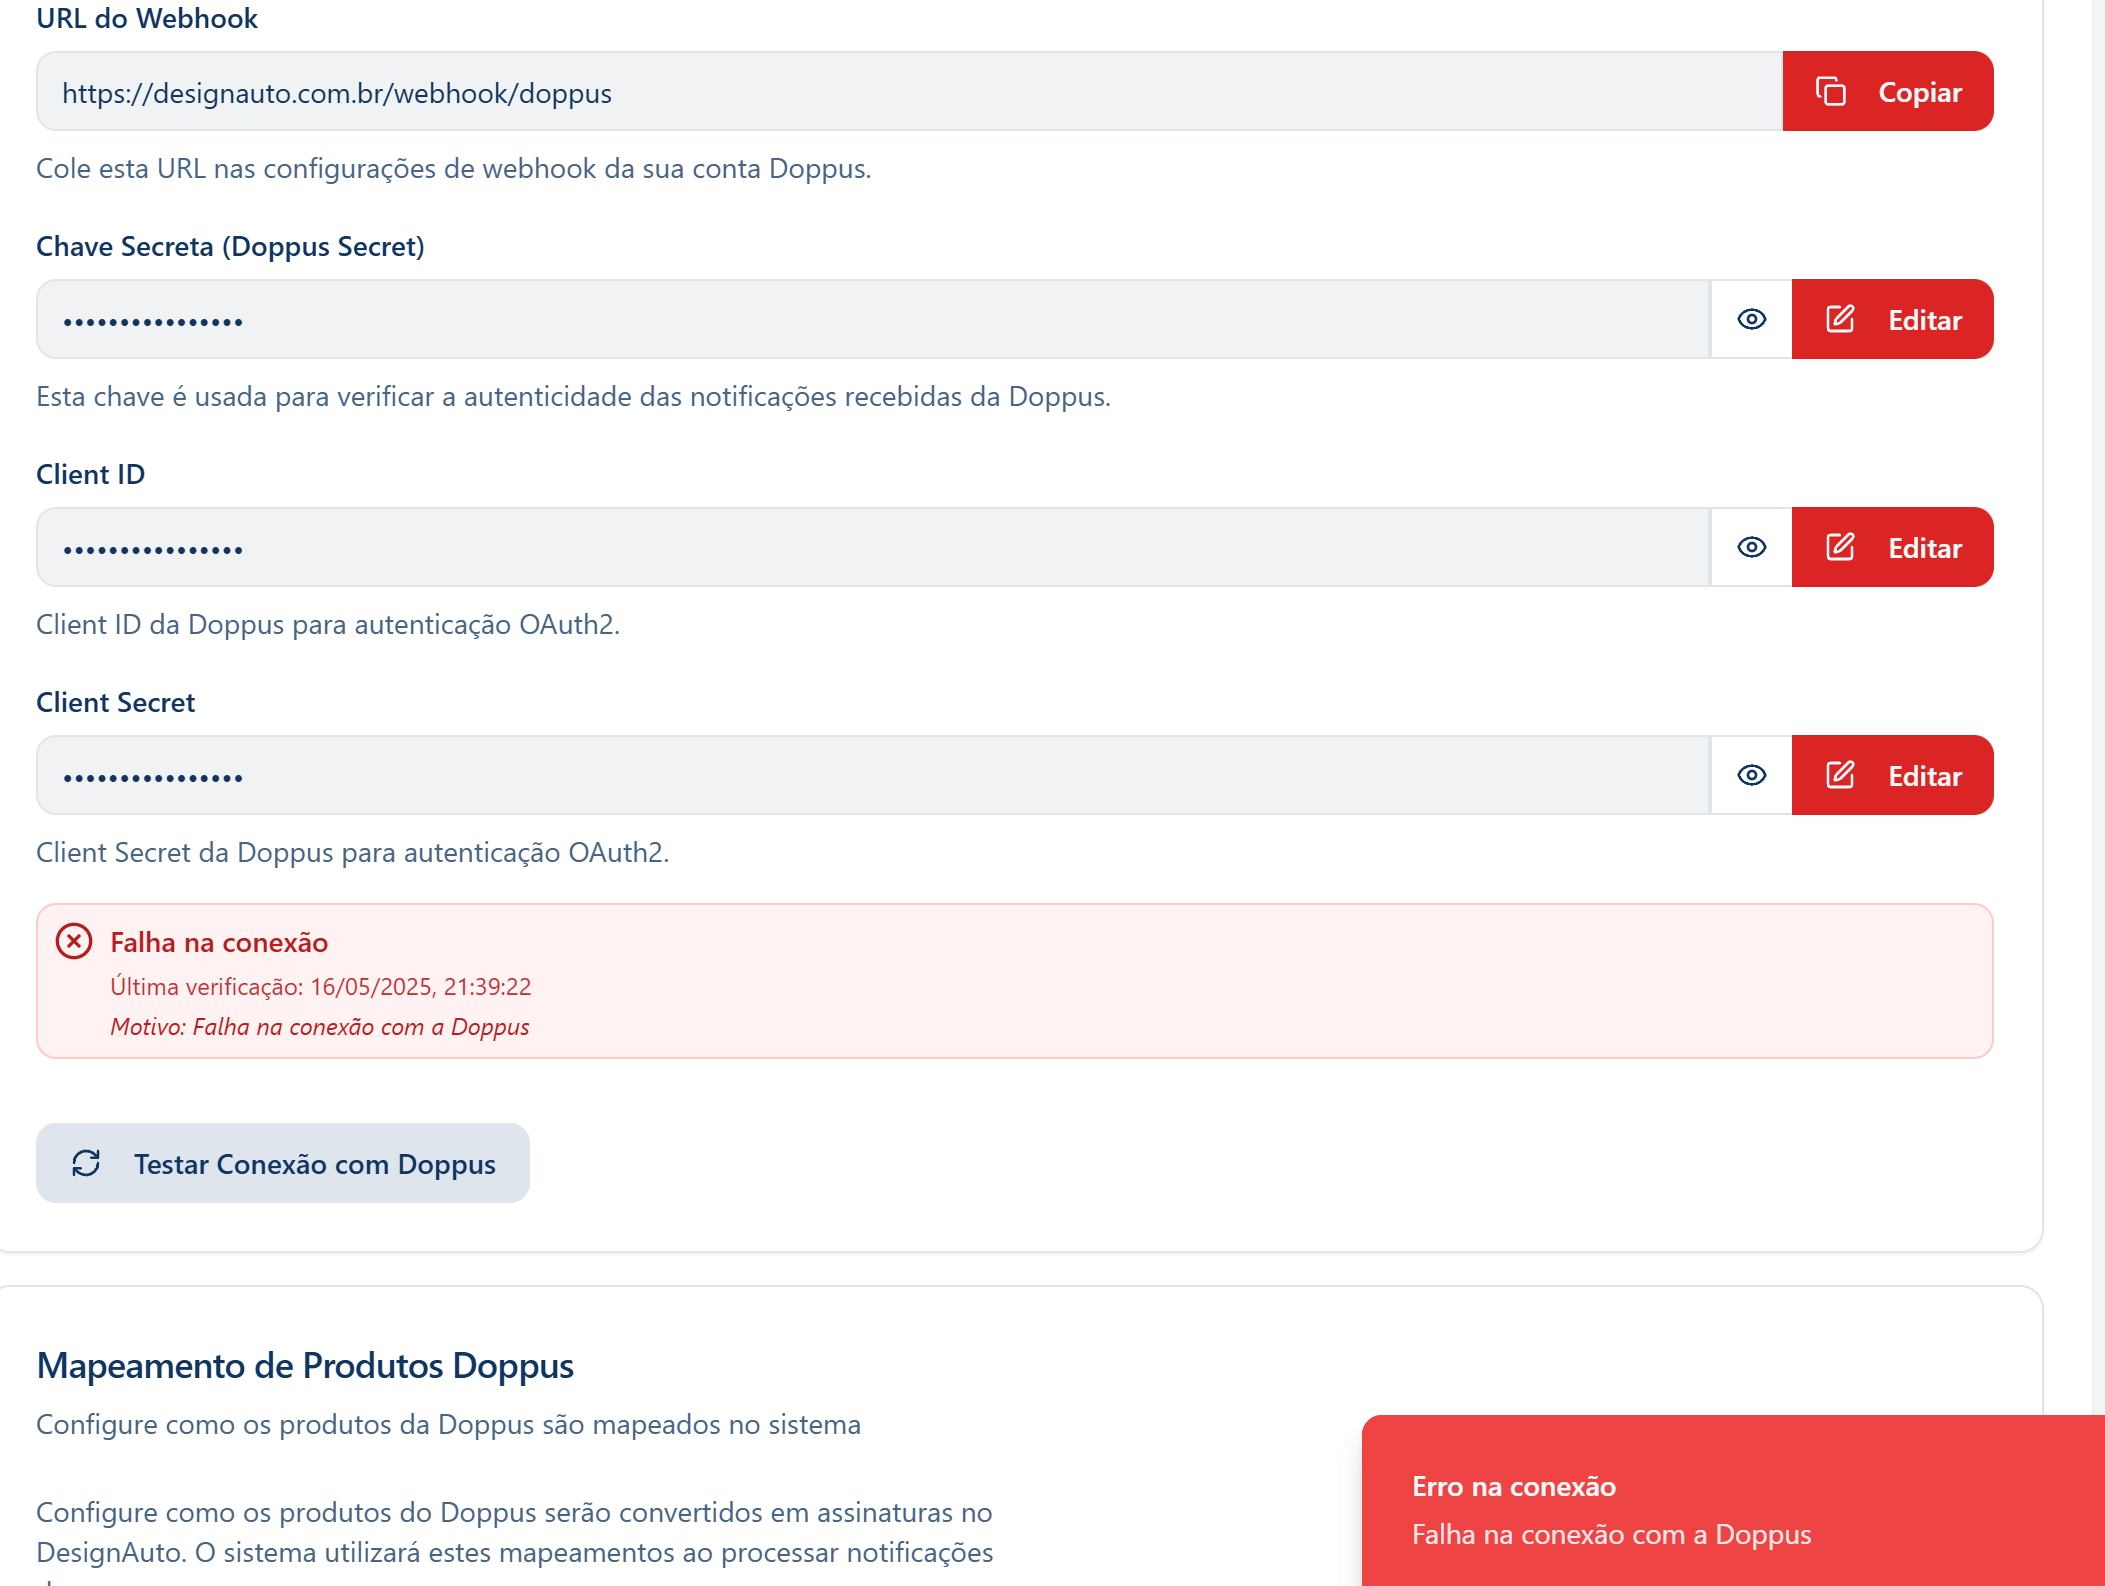 URL do Webhook
https://designauto.com.br/webhook/doppus
Copiar
Cole esta URL nas configurações de webhook da sua conta Doppus.
Chave Secreta (Doppus Secret)
••••••••••••••••
Editar
Esta chave é usada para verificar a autenticidade das notificações recebidas da Doppus.
Client ID
••••••••••••••••
Editar
Client ID da Doppus para autenticação OAuth2.
Client Secret
••••••••••••••••
Editar
Client Secret da Doppus para autenticação OAuth2.
Falha na conexão
Última verificação: 16/05/2025, 21:39:22
Motivo: Falha na conexão com a Doppus
Testar Conexão com Doppus
Mapeamento de Produtos Doppus
Configure como os produtos da Doppus são mapeados no sistema
Configure como os produtos do Doppus serão convertidos em assinaturas no
DesignAuto. O sistema utilizará estes mapeamentos ao processar notificações
Erro na conexão
Falha na conexão com a Doppus